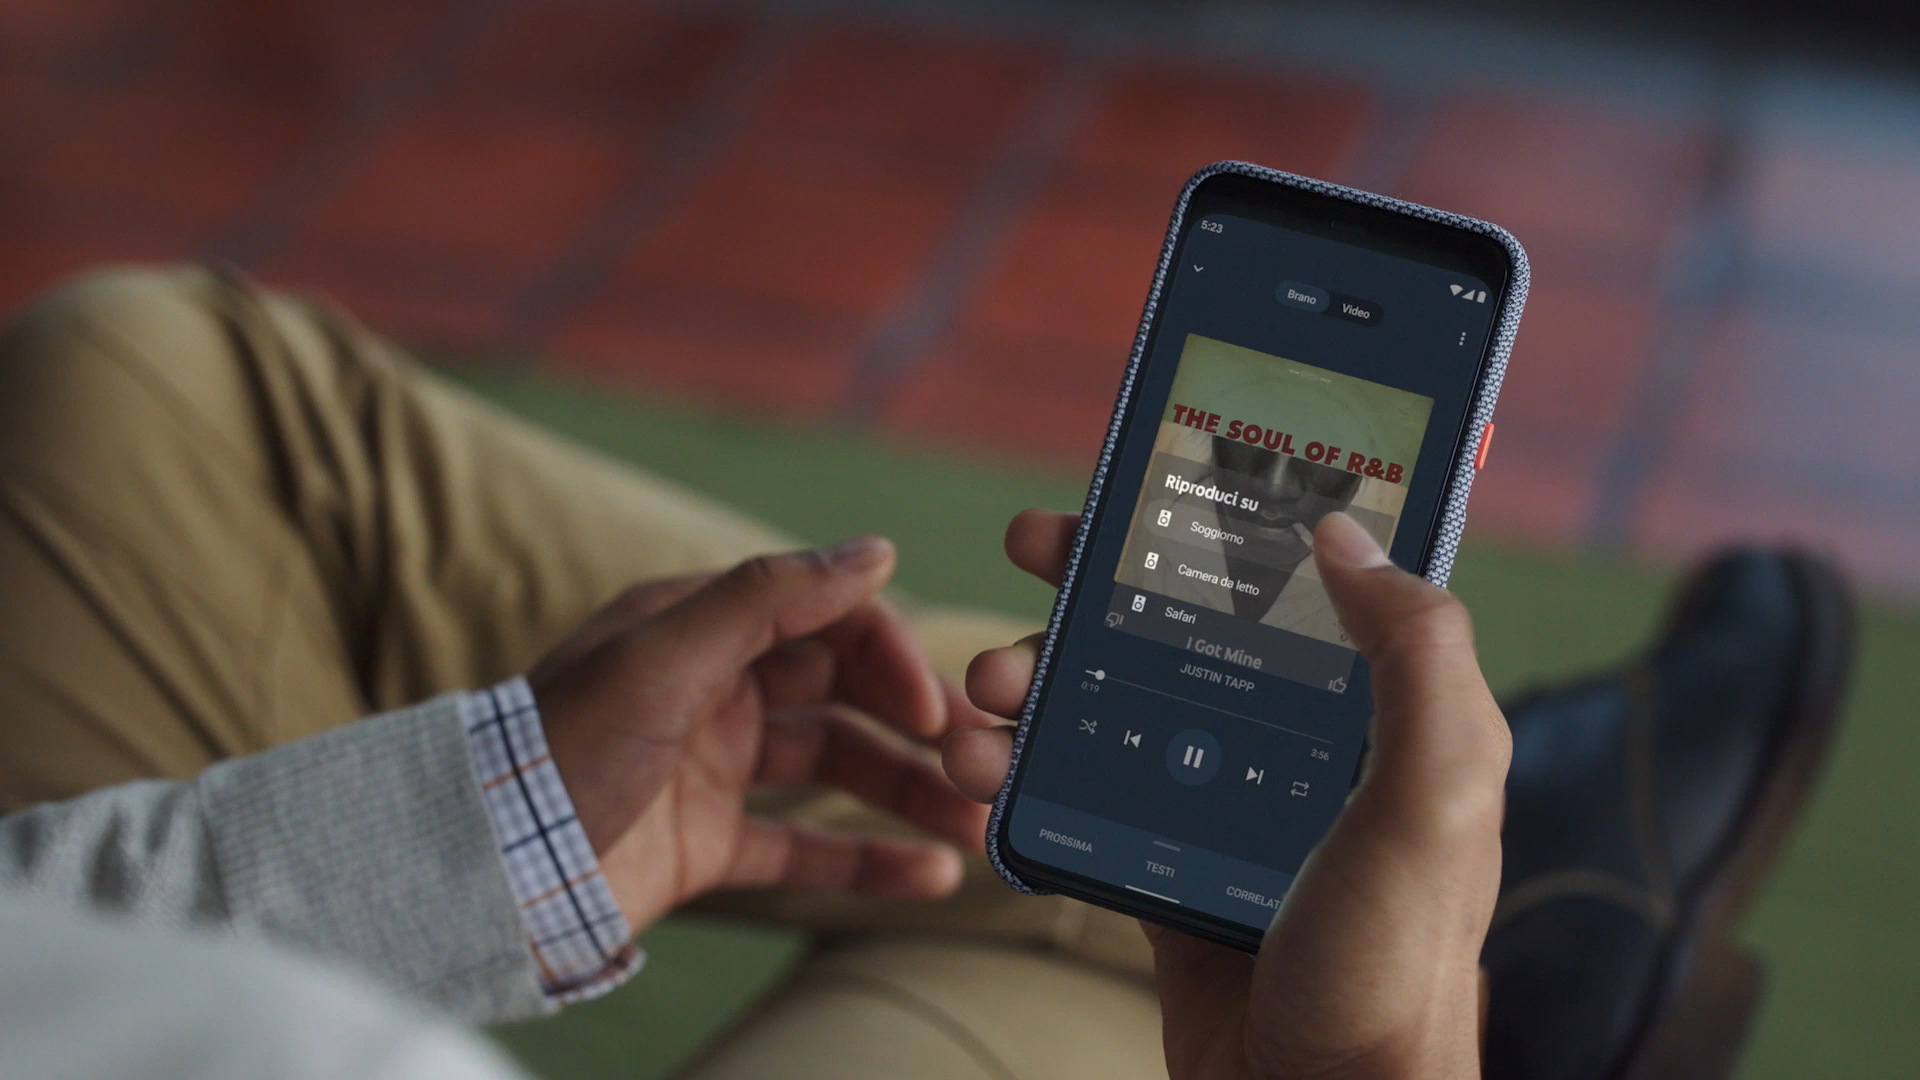 5:23
Brano
Video
THE SOUL OF R&B
Riproduci su
Soggiorno
Camera da letto
Safari
I Got Mine
JUSTIN TAPP
0:19
3:56
PROSSIMA
TESTI
CORRELAT